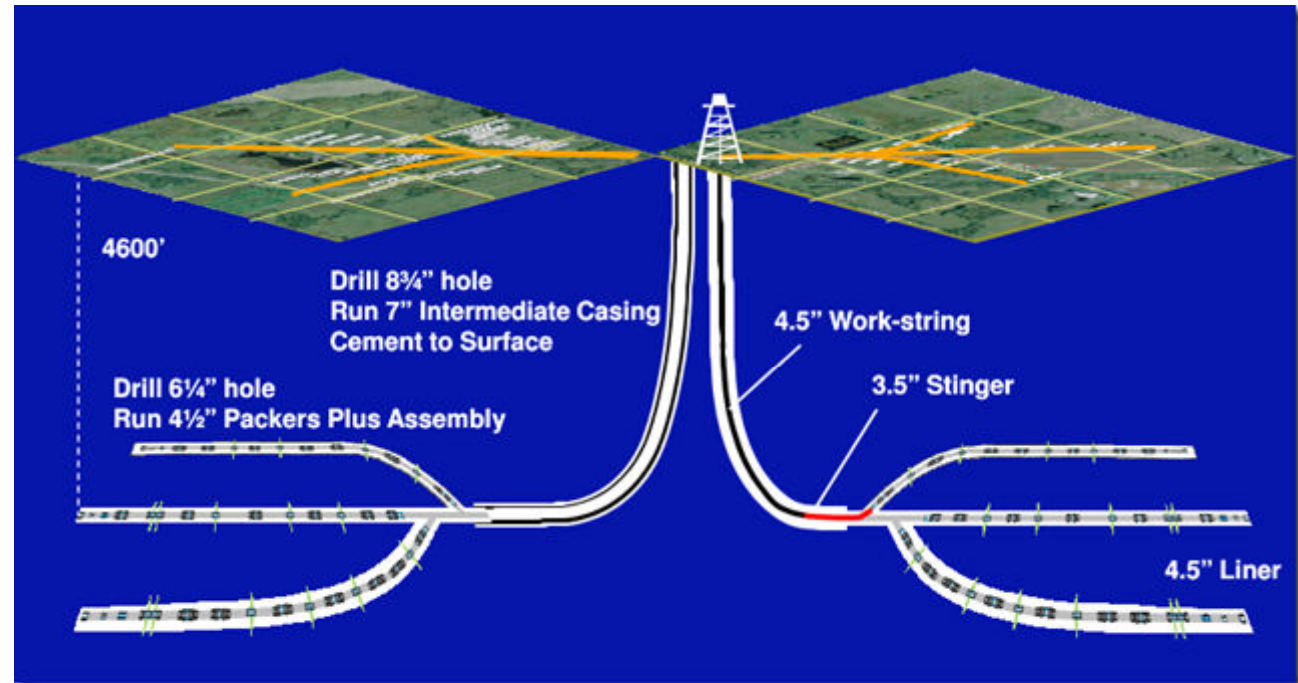 4600’
Drill 8¾” hole
Run 7” Intermediate Casing
Cement to Surface
4.5” Work-string
3.5” Stinger
Drill 6¼” hole
Run 4½” Packers Plus Assembly
4.5” Liner